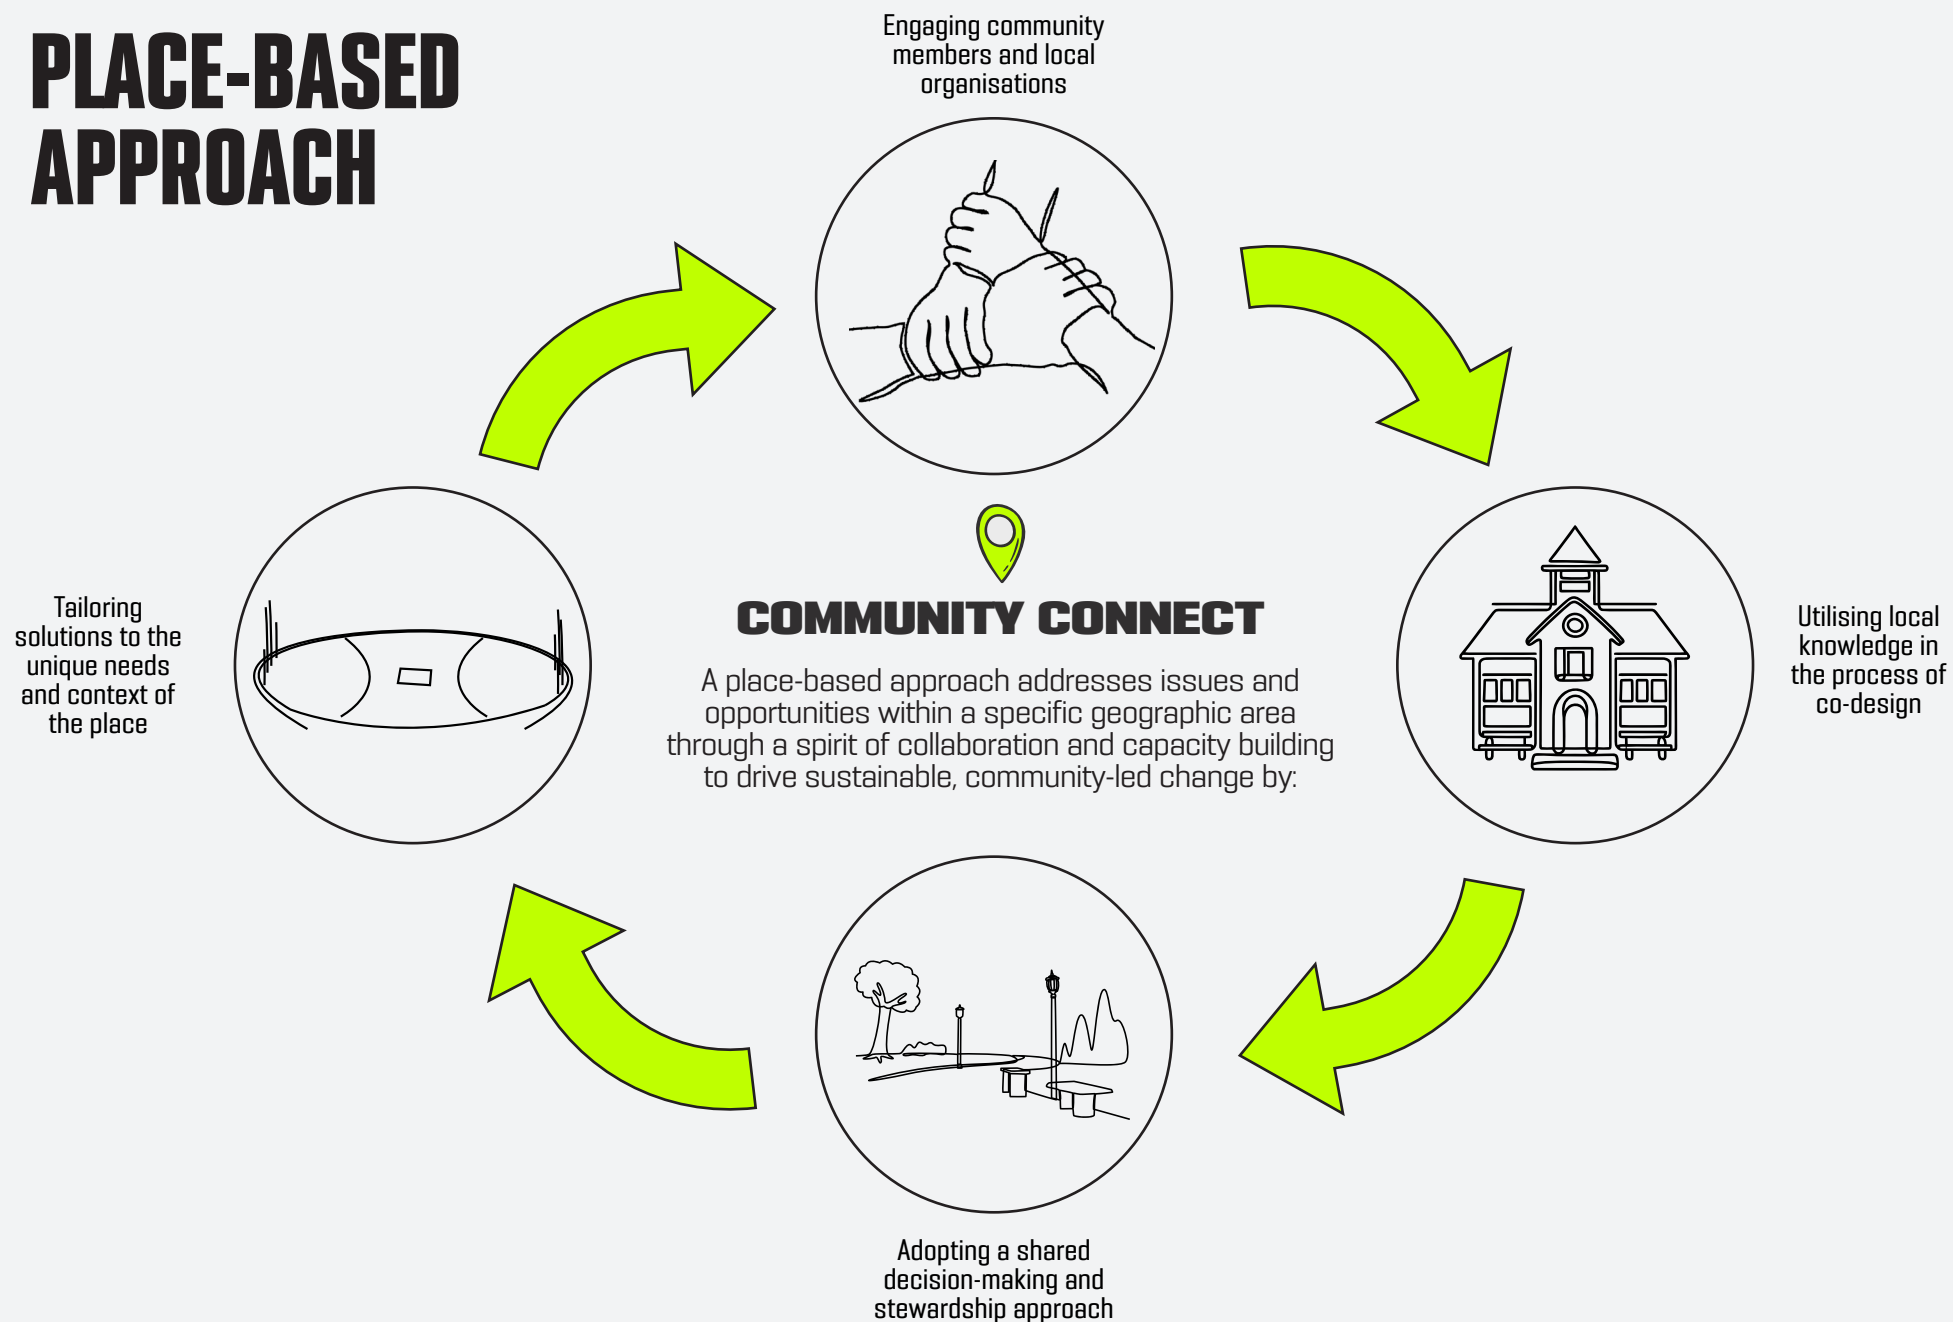 PLACE-BASED
APPROACH
Engaging community
members and local
organisations
Tailoring
solutions to the
unique needs
and context of
the place
COMMUNITY CONNECT
A place-based approach addresses issues and
opportunities within a specific geographic area
through a spirit of collaboration and capacity building
to drive sustainable, community-led change by:
Utilising local
knowledge in
the process of
co-design
Adopting a shared
decision-making and
stewardship approach